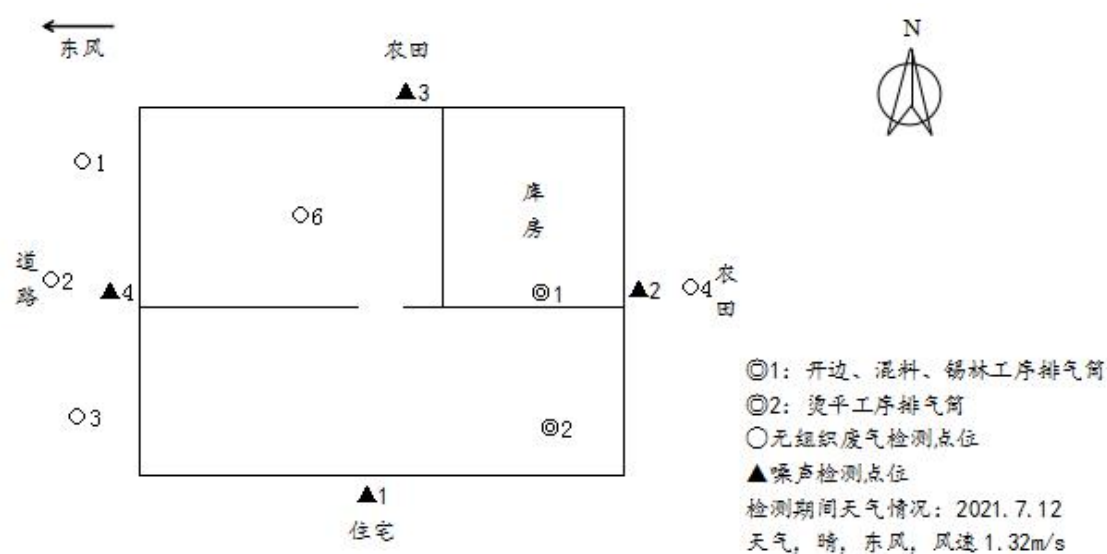 东风
农田
N
▲3
○1
○6
库
房
道
路
○2
▲4
◎1
▲2
○4
农
田
○3
◎2
▲1
住宅
◎1: 开边、混料、锡林工序排气筒
◎2: 烫平工序排气筒
○无组织废气检测点位
▲噪声检测点位
检测期间天气情况: 2021.7.12
天气, 晴, 东风, 风速1.32m/s